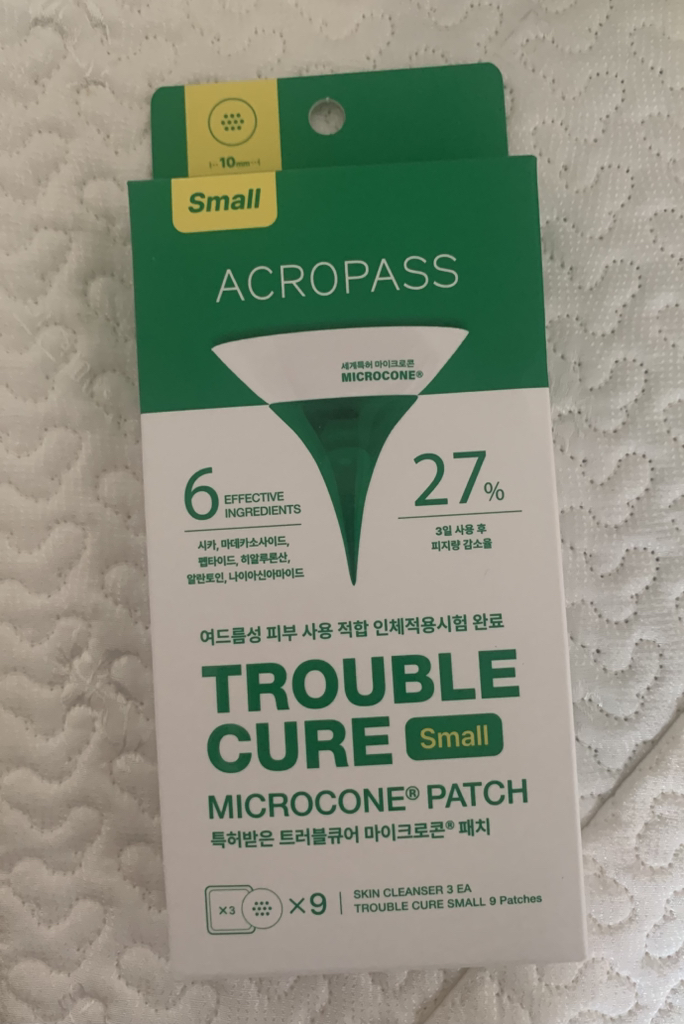 10mm
Small
ACROPASS
세계특허 마이크로콘
MICROCONE®
6 EFFECTIVE
INGREDIENTS
시카, 마데카소사이드,
펩타이드, 히알루론산,
알란토인, 나이아신아마이드
27%
3일 사용 후
피지량 감소율
여드름성 피부 사용 적합 인체적용시험 완료
TROUBLE
CURE Small
MICROCONE® PATCH
특허받은 트러블큐어 마이크로콘® 패치
×3 ×9
SKIN CLEANSER 3 EA
TROUBLE CURE SMALL 9 Patches